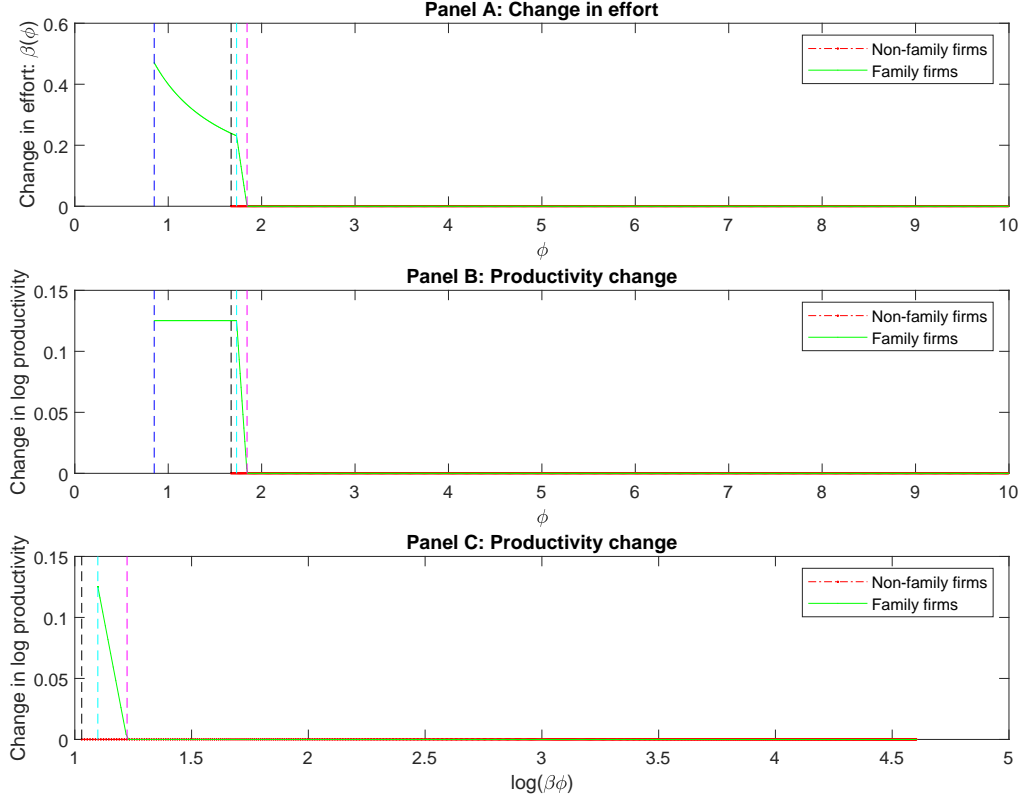 Panel A: Change in effort
Change in effort: β(ϕ)
0.6
0.4
0.2
0
0 1 2 3 4 5 6 7 8 9 10
ϕ
Non-family firms
Family firms
Panel B: Productivity change
Change in log productivity
0.15
0.1
0.05
0
0 1 2 3 4 5 6 7 8 9 10
ϕ
Non-family firms
Family firms
Panel C: Productivity change
Change in log productivity
0.15
0.1
0.05
0
1 1.5 2 2.5 3 3.5 4 4.5 5
log(βϕ)
Non-family firms
Family firms